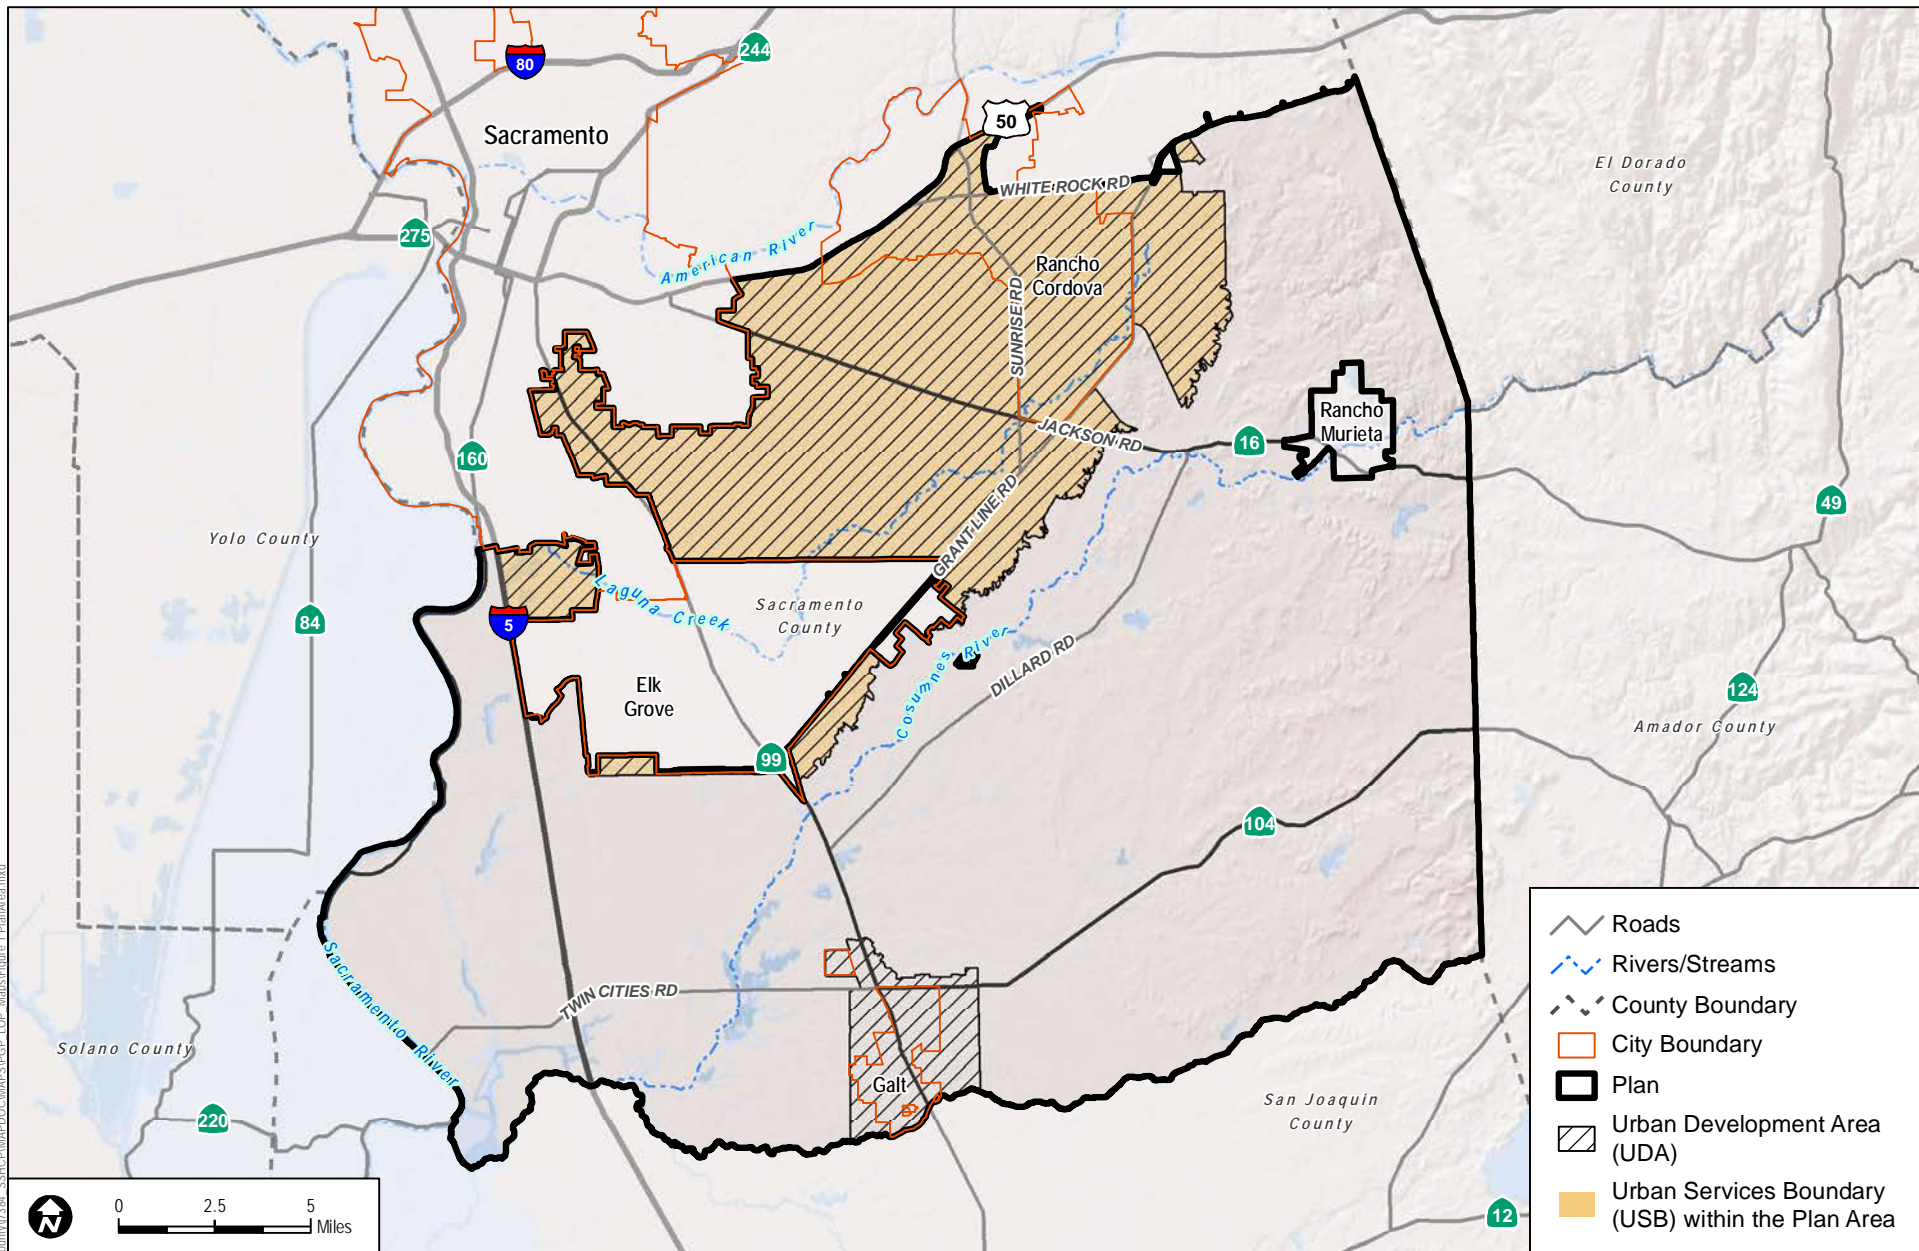 80
244
Sacramento
50
El Dorado
County
WHITE ROCK RD
275
American River
Rancho
Cordova
SUNRISE RD
Rancho
Murieta
JACKSON RD
16
160
49
GRANT LINE RD
Yolo County
Laguna Creek
Sacramento
County
84
5
Cosumnes River
DILLARD RD
Elk
Grove
124
Amador County
99
104
Sacramento River
TWIN CITIES RD
Solano County
Galt
220
San Joaquin
County
12
Roads
Rivers/Streams
County Boundary
City Boundary
Plan
Urban Development Area
(UDA)
Urban Services Boundary
(USB) within the Plan Area
N
0 2.5 5
Miles